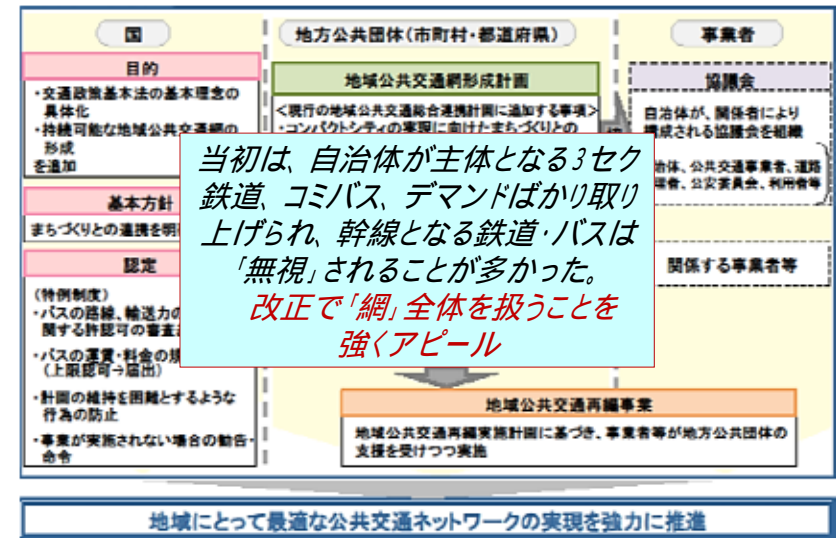 国
地方公共団体(市町村・都道府県)
事業者
目的
・交通政策基本法の基本理念の
具体化
・持続可能な地域公共交通網の
形成
を追加
基本方針
まちづくりとの連携を明
認定
(特例制度)
・バスの路線、輸送力の
関する許認可の審査
・バスの運賃・料金の規
(上限認可→届出)
・計画の維持を困難とするような
行為の防止
・事業が実施されない場合の勧告・
命令
地域公共交通網形成計画
<現行の地域公共交通総合連携計画に追加する事項>
・コンパクトシティの実現に向けたまちづくりとの
協議会
自治体が、関係者により
構成される協議会を組織
治体、公共交通事業者、道路
理者、公安委員会、利用者等
関係する事業者等
当初は、自治体が主体となる3セク
鉄道、コミバス、デマンドばかり取り
上げられ、幹線となる鉄道・バスは
「無視」されることが多かった。
改正で「網」全体を扱うことを
強くアピール
地域公共交通再編事業
地域公共交通再編実施計画に基づき、事業者等が地方公共団体の
支援を受けつつ実施
地域にとって最適な公共交通ネットワークの実現を強力に推進